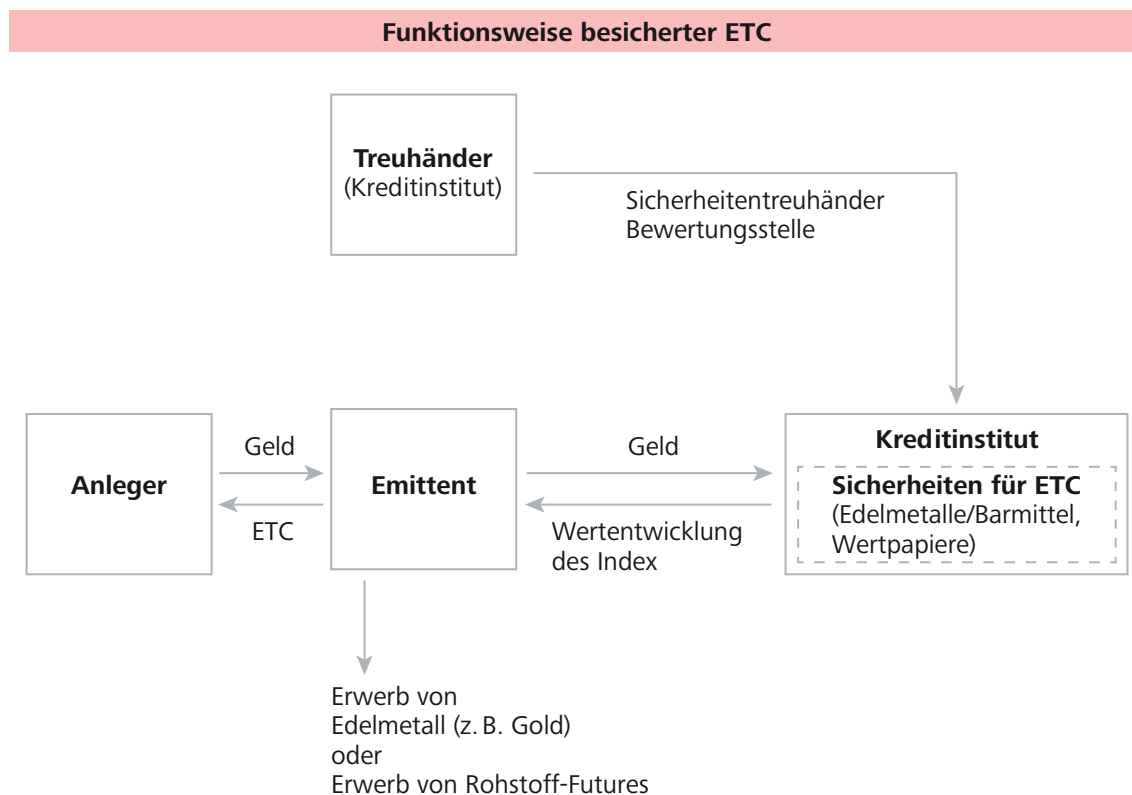 Funktionsweise besicherter ETC
Treuhänder
(Kreditinstitut)
Sicherheitentreuhänder
Bewertungsstelle
Anleger
Geld
ETC
Emittent
Geld
Wertentwicklung
des Index
Kreditinstitut
Sicherheiten für ETC
(Edelmetalle/Barmittel,
Wertpapiere)
Erwerb von
Edelmetall (z. B. Gold)
oder
Erwerb von Rohstoff-Futures